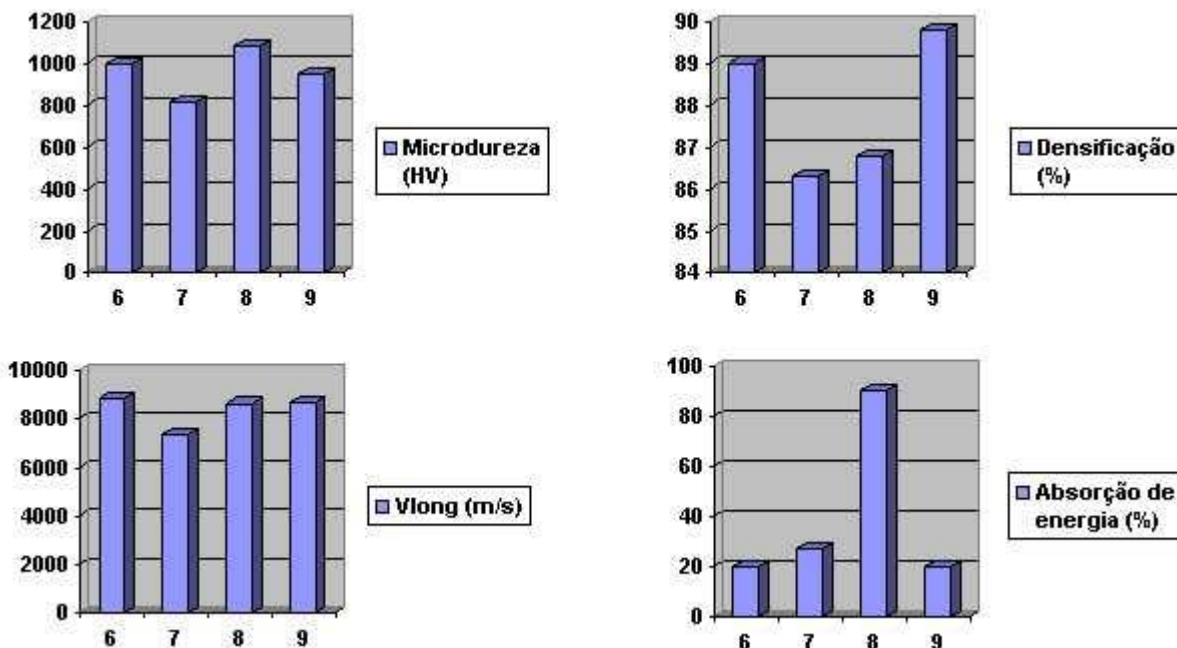 1200
1000
800
600
400
200
0
6 7 8 9
Microdureza
(HV)
90
89
88
87
86
85
84
6 7 8 9
Densificação
(%)
10000
8000
6000
4000
2000
0
6 7 8 9
Vlong (m/s)
100
80
60
40
20
0
6 7 8 9
Absorção de
energia (%)